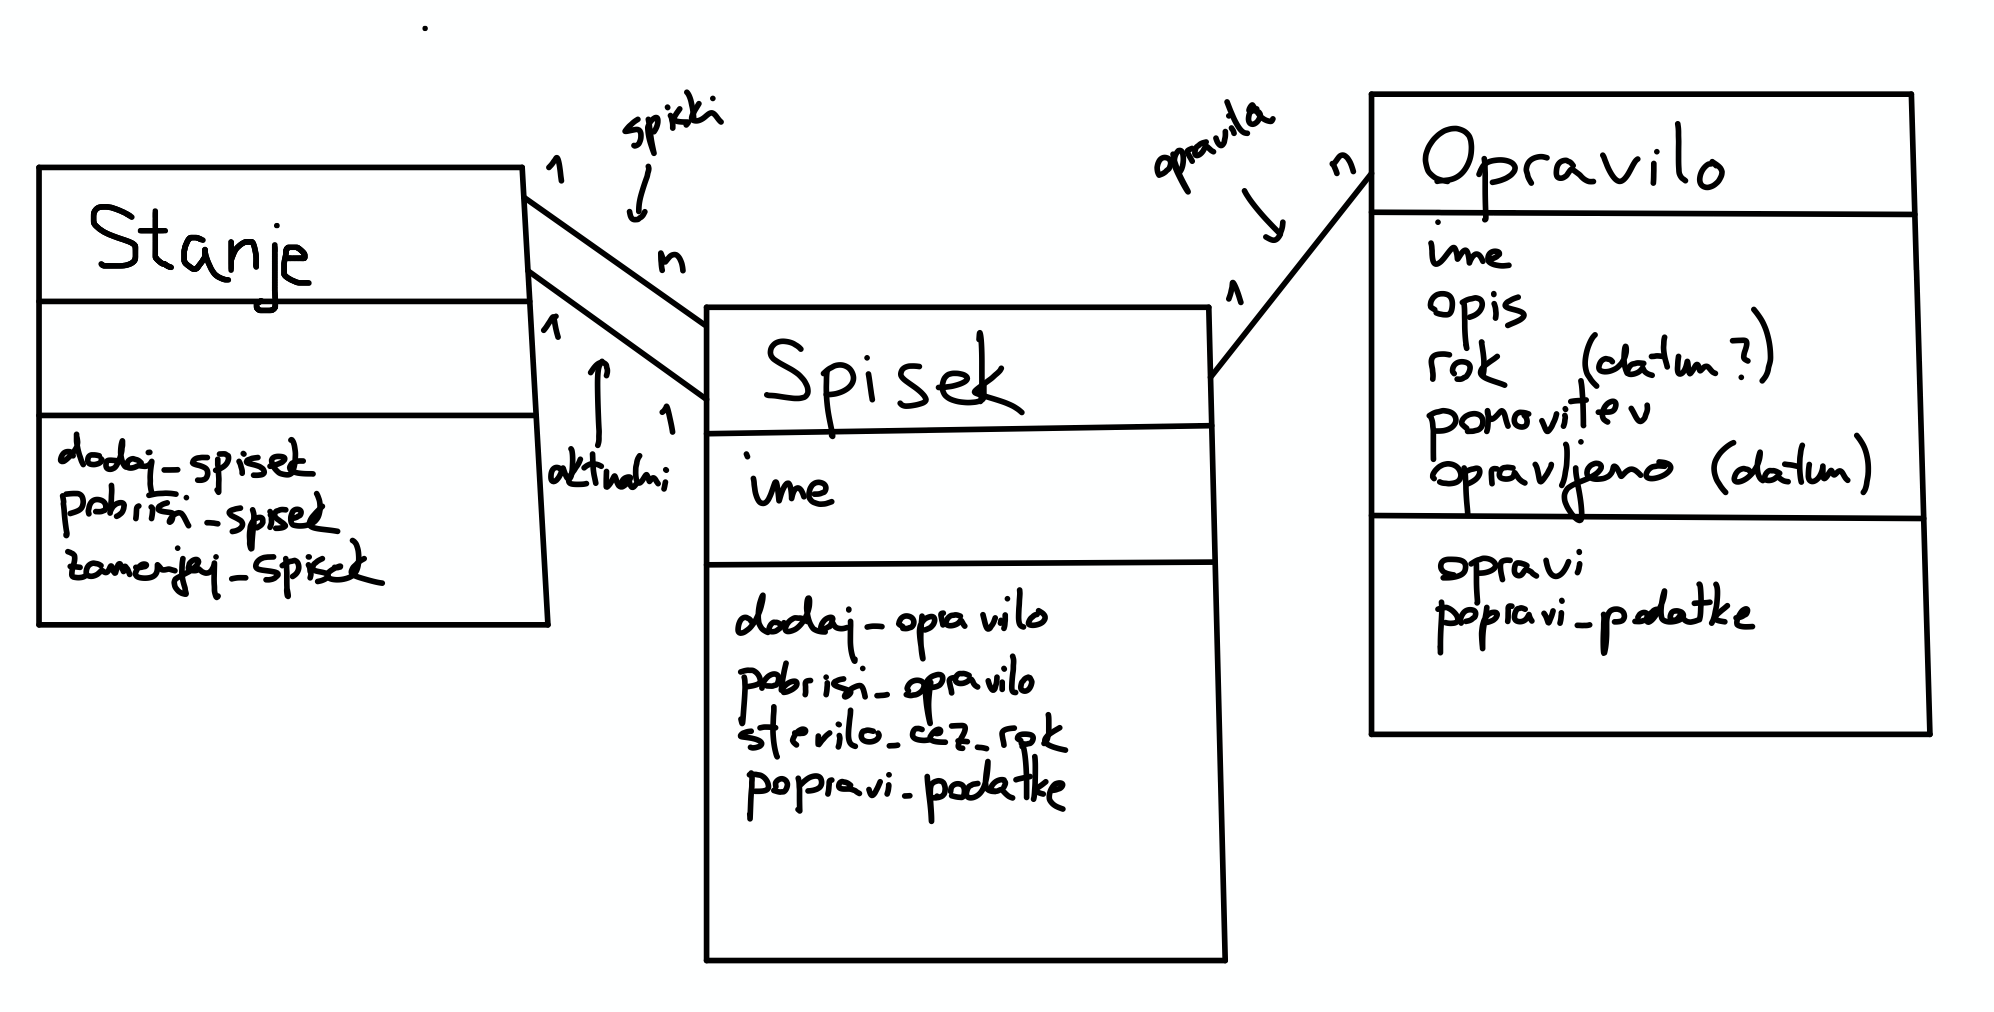 Stanje
dodaj_spisek
pobrisi_spisek
zamenjaj_spisek
1
spiski
n
1
aktualni
1
Spisek
ime
dodaj_opravilo
pobrisi_opravilo
stevilo_cez_rok
popravi_podatke
1
opravila
n
Opravilo
ime
opis
rok (datum?)
ponovitev
opravljeno (datum)
opravi
popravi_podatke